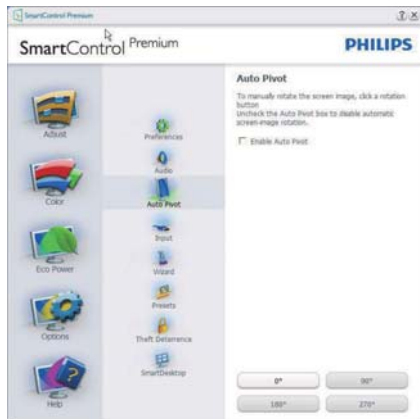 SmartControl Premium
SmartControl Premium
PHILIPS
Adjust
Color
Eco Power
Options
Help
Preferences
Audio
Auto Pivot
Input
Wizard
Presets
Theft Deterrence
SmartDesktop
Auto Pivot
To manually rotate the screen image, click a rotation
button
Uncheck the Auto Pivot box to disable automatic
screen-image rotation.
Enable Auto Pivot
0°
90°
180°
270°